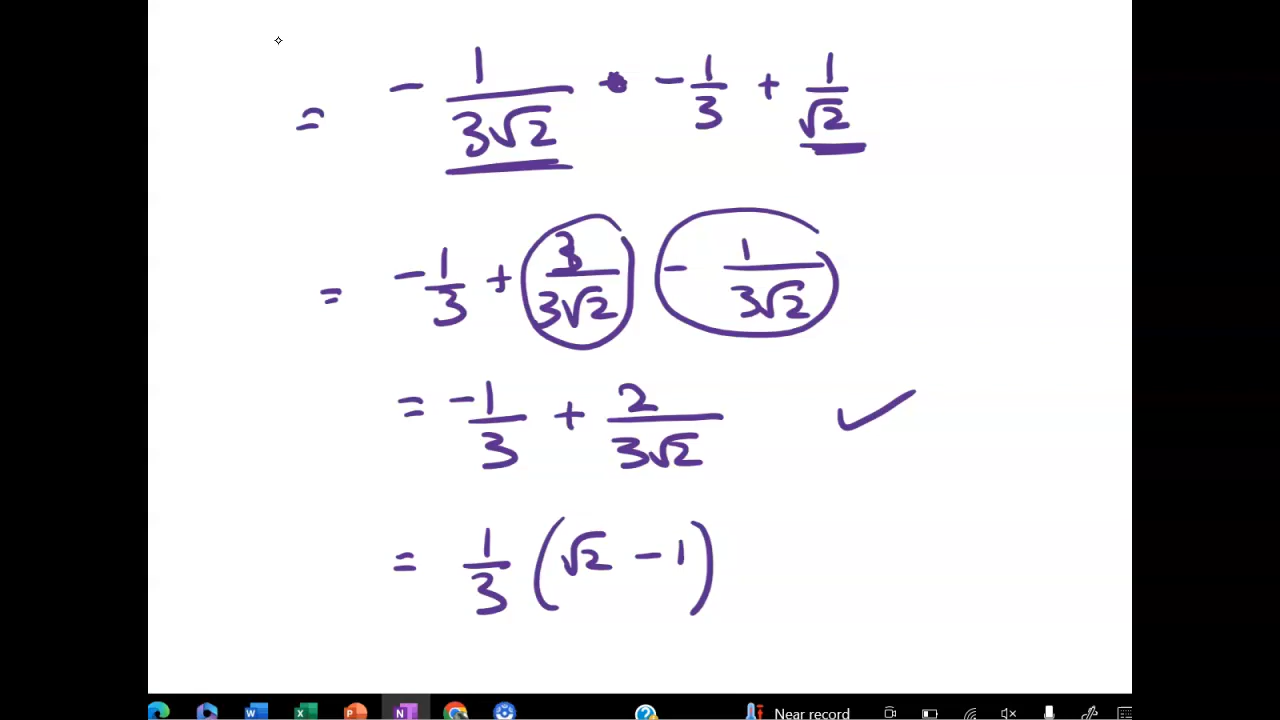 = - 1/(3√2) • - 1/3 + 1/√2
= - 1/3 + 3/(3√2) - 1/(3√2)
= -1/3 + 2/(3√2) ✓
= 1/3 (√2 - 1)
Near record